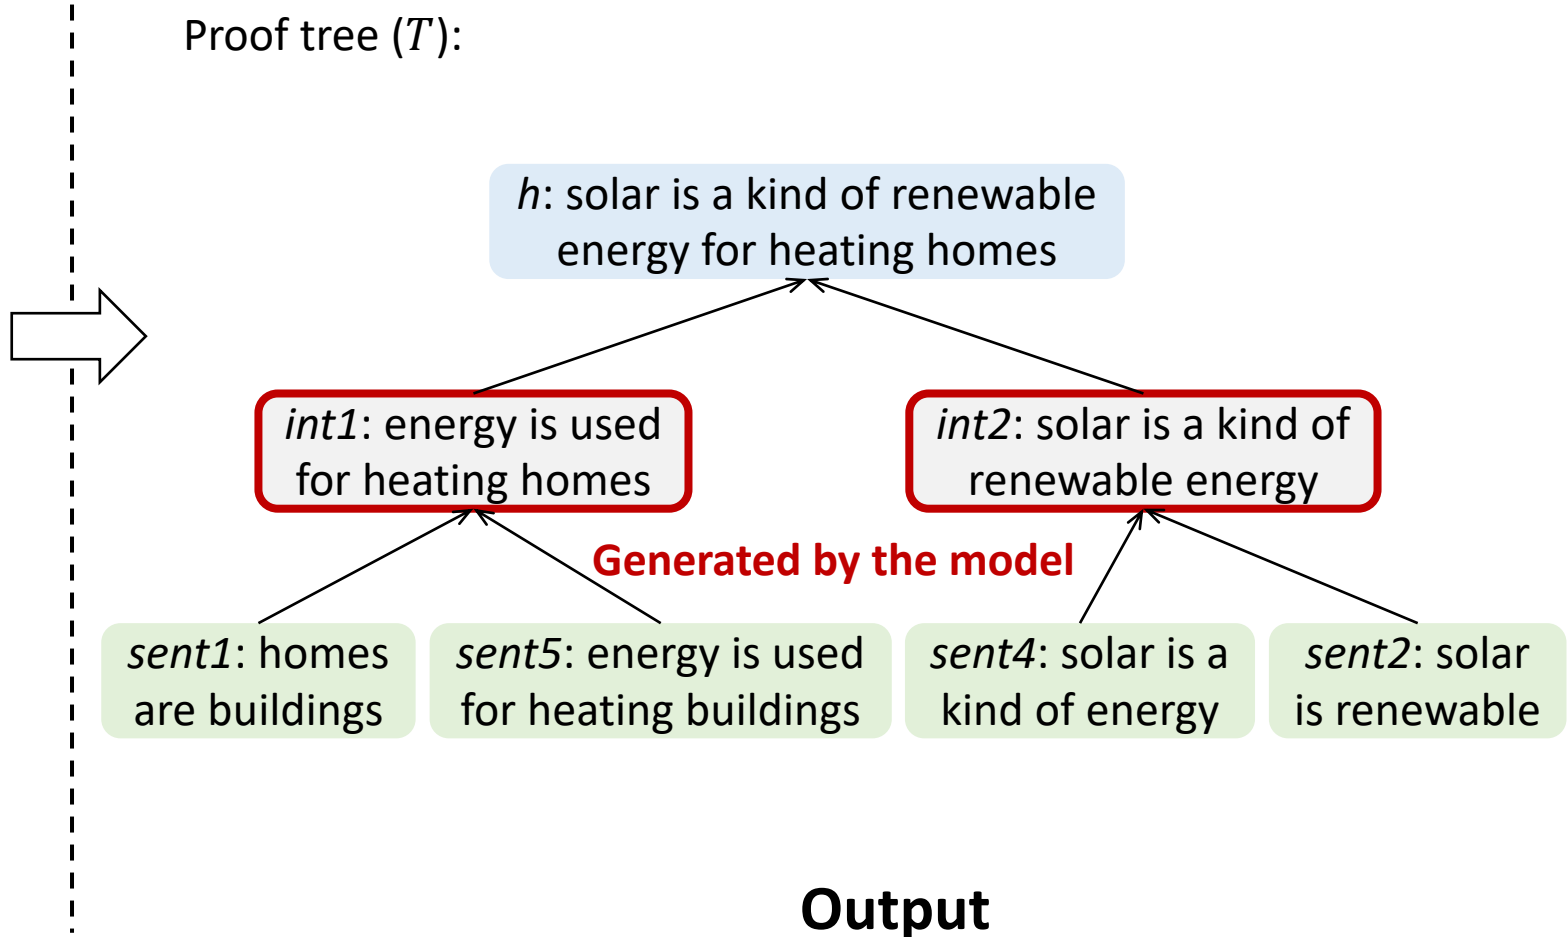 Proof tree (T):
h: solar is a kind of renewable
energy for heating homes
int1: energy is used
for heating homes
int2: solar is a kind of
renewable energy
Generated by the model
sent1: homes
are buildings
sent5: energy is used
for heating buildings
sent4: solar is a
kind of energy
sent2: solar
is renewable
Output